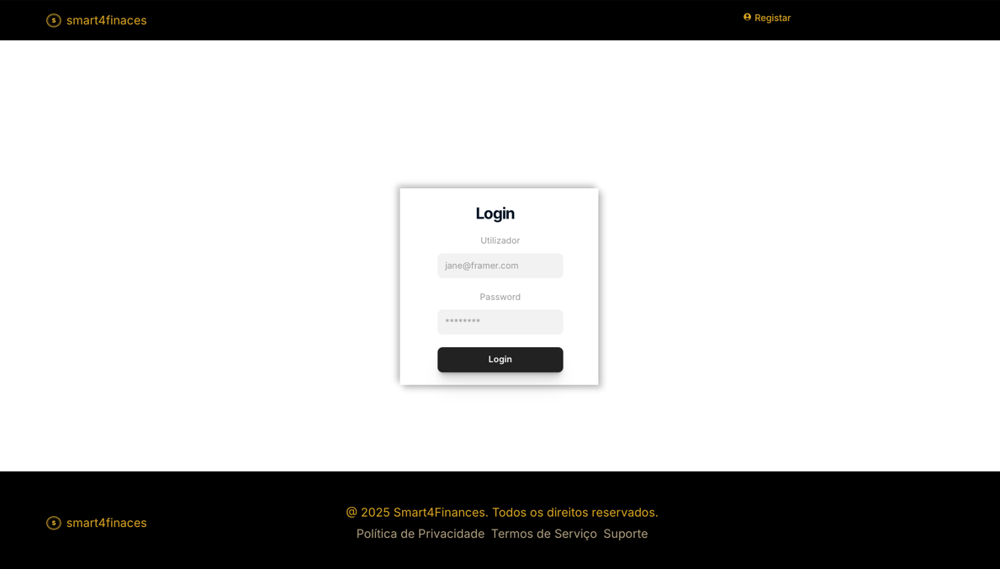 $ smart4finaces
Registar
Login
Utilizador
jane@framer.com
Password
********
Login
$ smart4finaces
@ 2025 Smart4Finances. Todos os direitos reservados.
Política de Privacidade Termos de Serviço Suporte